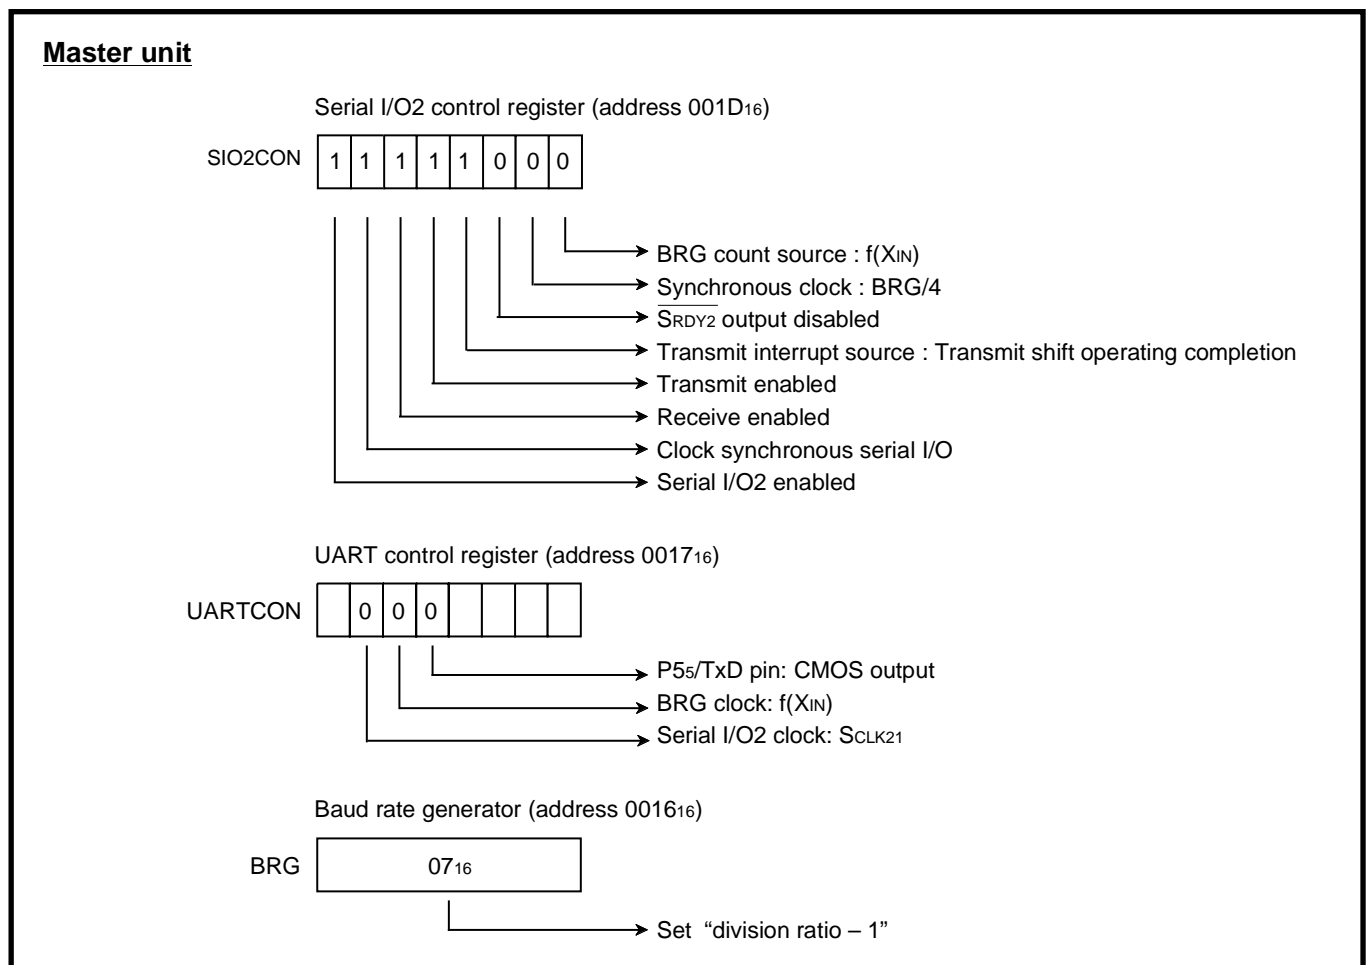 Master unit
Serial I/O2 control register (address 001D16)
SIO2CON 1 1 1 1 1 0 0 0
BRG count source : f(XIN)
Synchronous clock : BRG/4
SRDY2 output disabled
Transmit interrupt source : Transmit shift operating completion
Transmit enabled
Receive enabled
Clock synchronous serial I/O
Serial I/O2 enabled
UART control register (address 001716)
UARTCON 0 0 0
P55/TxD pin: CMOS output
BRG clock: f(XIN)
Serial I/O2 clock: SCLK21
Baud rate generator (address 001616)
BRG 0716
Set “division ratio – 1”